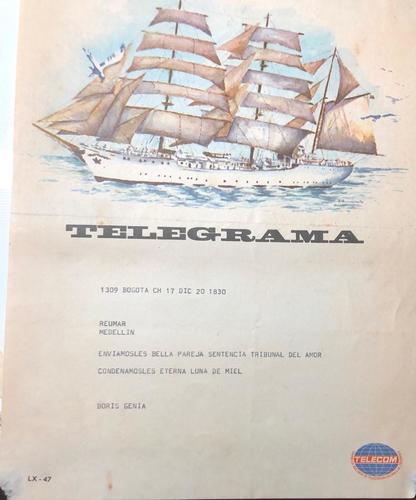 TELEGRAMA
1309 BOGOTA CH 17 DIC 20 1830
REUMAR
MEDELLIN
ENVIAMOSLES BELLA PAREJA SENTENCIA TRIBUNAL DEL AMOR
CONDENAMOSLES ETERNA LUNA DE MIEL
BORIS GENIA
TELECOM
LX - 47